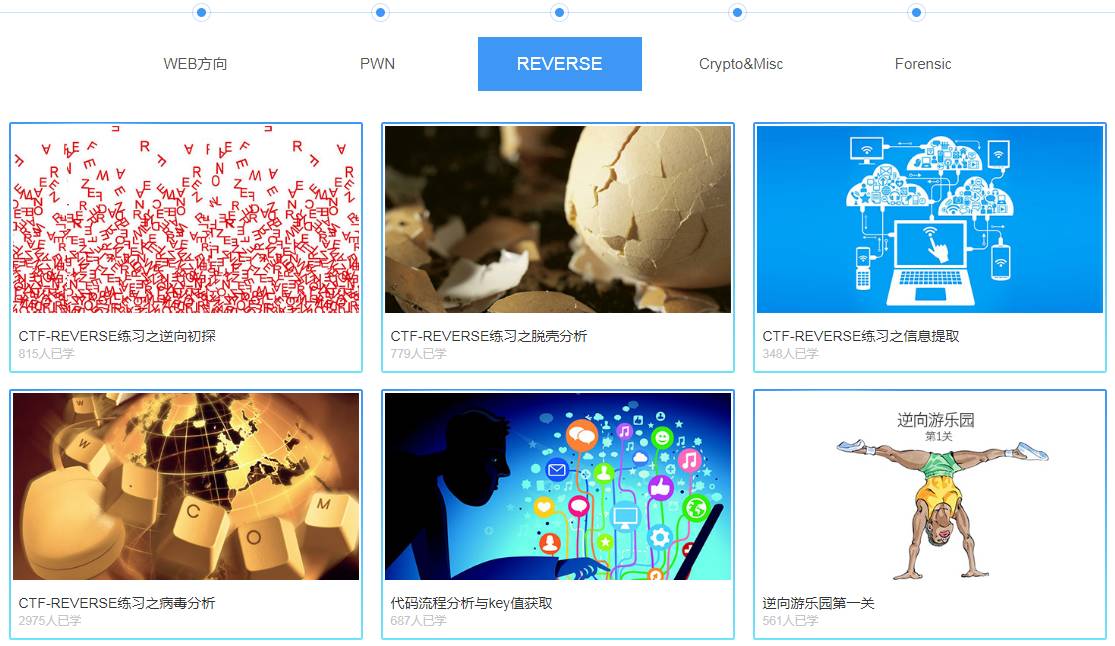 WEB方向
PWN
REVERSE
Crypto&Misc
Forensic
CTF-REVERSE练习之逆向初探
815人已学
CTF-REVERSE练习之脱壳分析
779人已学
CTF-REVERSE练习之信息提取
348人已学
W
W
W
C
O
M
逆向游乐园
第1关
CTF-REVERSE练习之病毒分析
2975人已学
代码流程分析与key值获取
687人已学
逆向游乐园第一关
561人已学